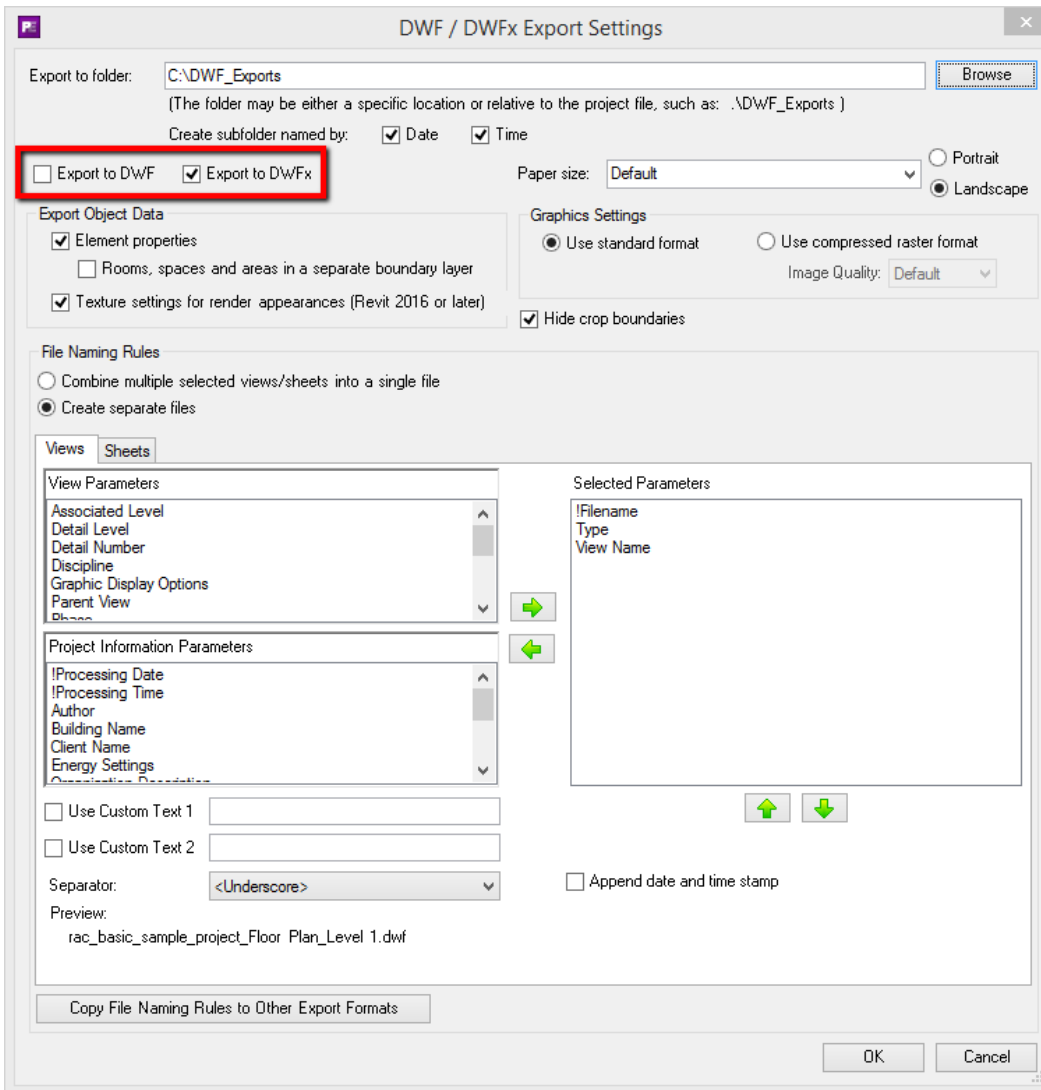 PE
DWF / DWFx Export Settings
Export to folder: C:\DWF_Exports Browse
(The folder may be either a specific location or relative to the project file, such as: .\DWF_Exports )
Create subfolder named by: Date Time
Export to DWF Export to DWFx Paper size: Default Portrait
Landscape
Export Object Data
Element properties
Rooms, spaces and areas in a separate boundary layer
Texture settings for render appearances (Revit 2016 or later)
Graphics Settings
Use standard format Use compressed raster format
Image Quality: Default
Hide crop boundaries
File Naming Rules
Combine multiple selected views/sheets into a single file
Create separate files
Views Sheets
View Parameters
Associated Level
Detail Level
Detail Number
Discipline
Graphic Display Options
Parent View
Phase
Project Information Parameters
!Processing Date
!Processing Time
Author
Building Name
Client Name
Energy Settings
Organization Description
Selected Parameters
!Filename
Type
View Name
Use Custom Text 1
Use Custom Text 2
Separator: <Underscore>
Append date and time stamp
Preview:
rac_basic_sample_project_Floor Plan_Level 1.dwf
Copy File Naming Rules to Other Export Formats
OK Cancel